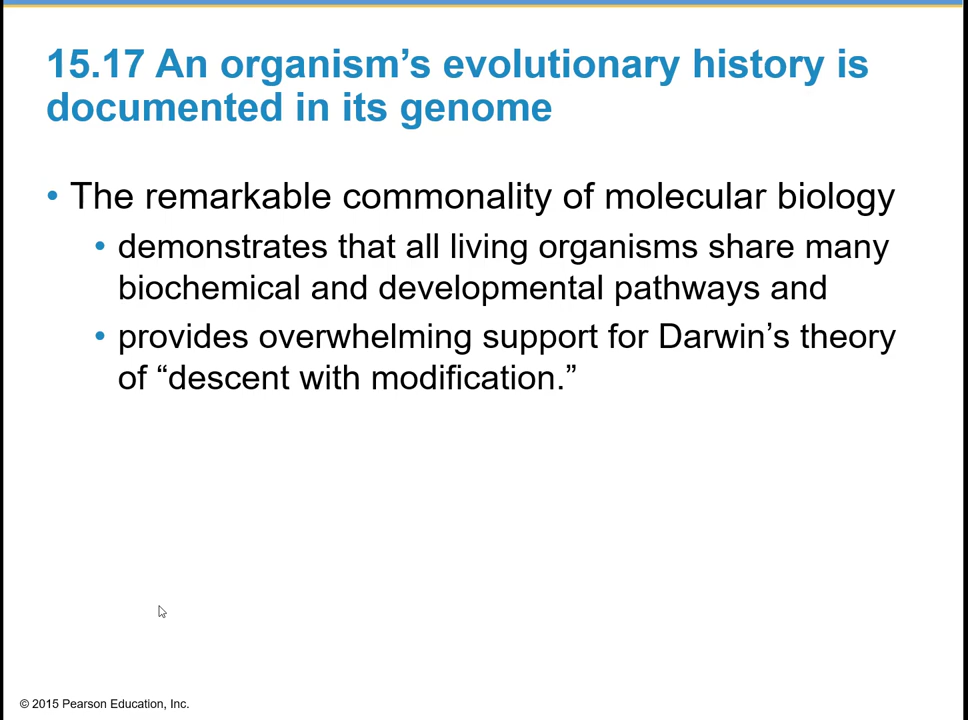 15.17 An organism’s evolutionary history is
documented in its genome
• The remarkable commonality of molecular biology
• demonstrates that all living organisms share many
biochemical and developmental pathways and
• provides overwhelming support for Darwin’s theory
of “descent with modification.”
© 2015 Pearson Education, Inc.